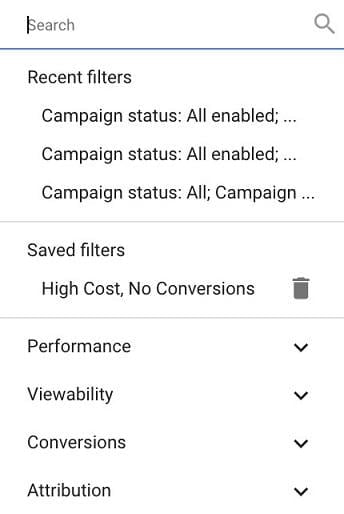 Search
Recent filters
Campaign status: All enabled; ...
Campaign status: All enabled; ...
Campaign status: All; Campaign ...
Saved filters
High Cost, No Conversions
Performance
Viewability
Conversions
Attribution